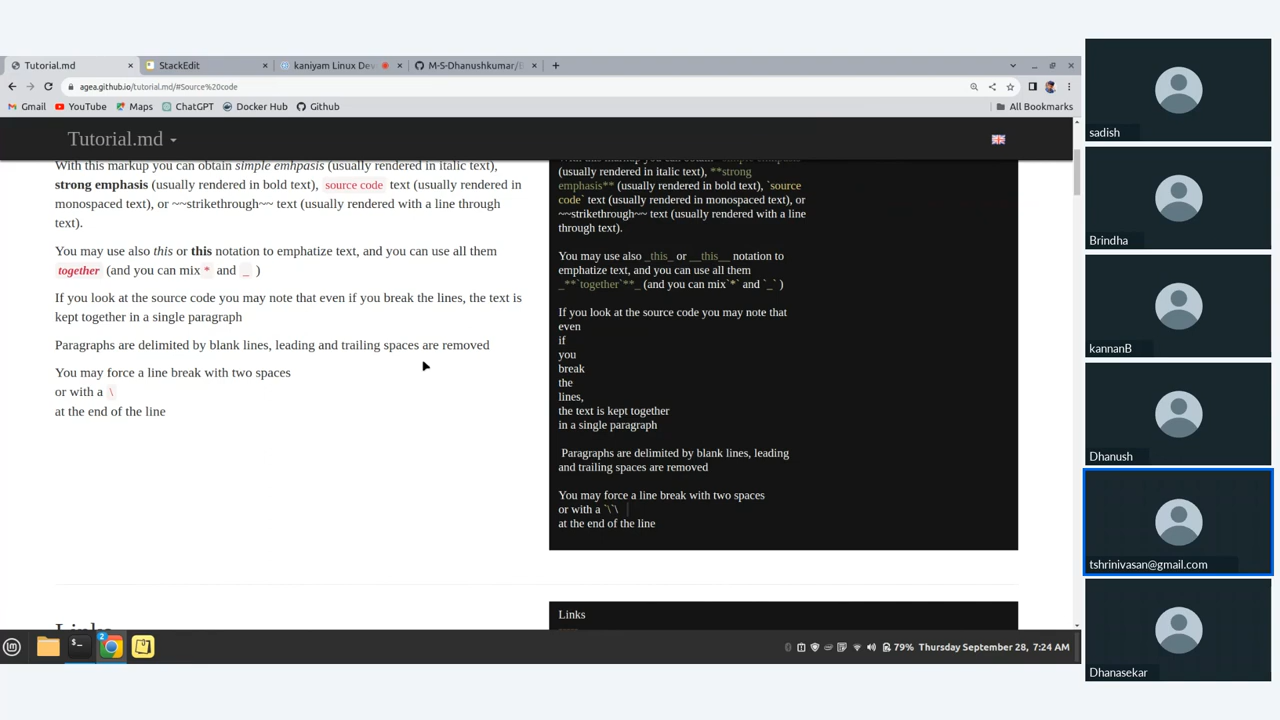 Tutorial.md
StackEdit
kaniyam Linux Dev
M-S-Dhanushkumar/
agea.github.io/tutorial.md/#Source%20code
Gmail YouTube Maps ChatGPT Docker Hub Github All Bookmarks
Tutorial.md
With this markup you can obtain simple emhpasis (usually rendered in italic text),
strong emphasis (usually rendered in bold text), source code text (usually rendered in
monospaced text), or ~~strikethrough~~ text (usually rendered with a line through
text).
You may use also this or this notation to emphatize text, and you can use all them
together (and you can mix * and _ )
If you look at the source code you may note that even if you break the lines, the text is
kept together in a single paragraph
Paragraphs are delimited by blank lines, leading and trailing spaces are removed
You may force a line break with two spaces
or with a \
at the end of the line
Links
(usually rendered in italic text), **strong
emphasis** (usually rendered in bold text), `source
code` text (usually rendered in monospaced text), or
~~strikethrough~~ text (usually rendered with a line
through text).
You may use also _this_ or __this__ notation to
emphatize text, and you can use all them
_**`together`**_ (and you can mix`*` and `_` )
If you look at the source code you may note that
even
if
you
break
the
lines,
the text is kept together
in a single paragraph
Paragraphs are delimited by blank lines, leading
and trailing spaces are removed
You may force a line break with two spaces
or with a `\`\
at the end of the line
Links
2
79% Thursday September 28, 7:24 AM
sadish
Brindha
kannanB
Dhanush
tshrinivasan@gmail.com
Dhanasekar